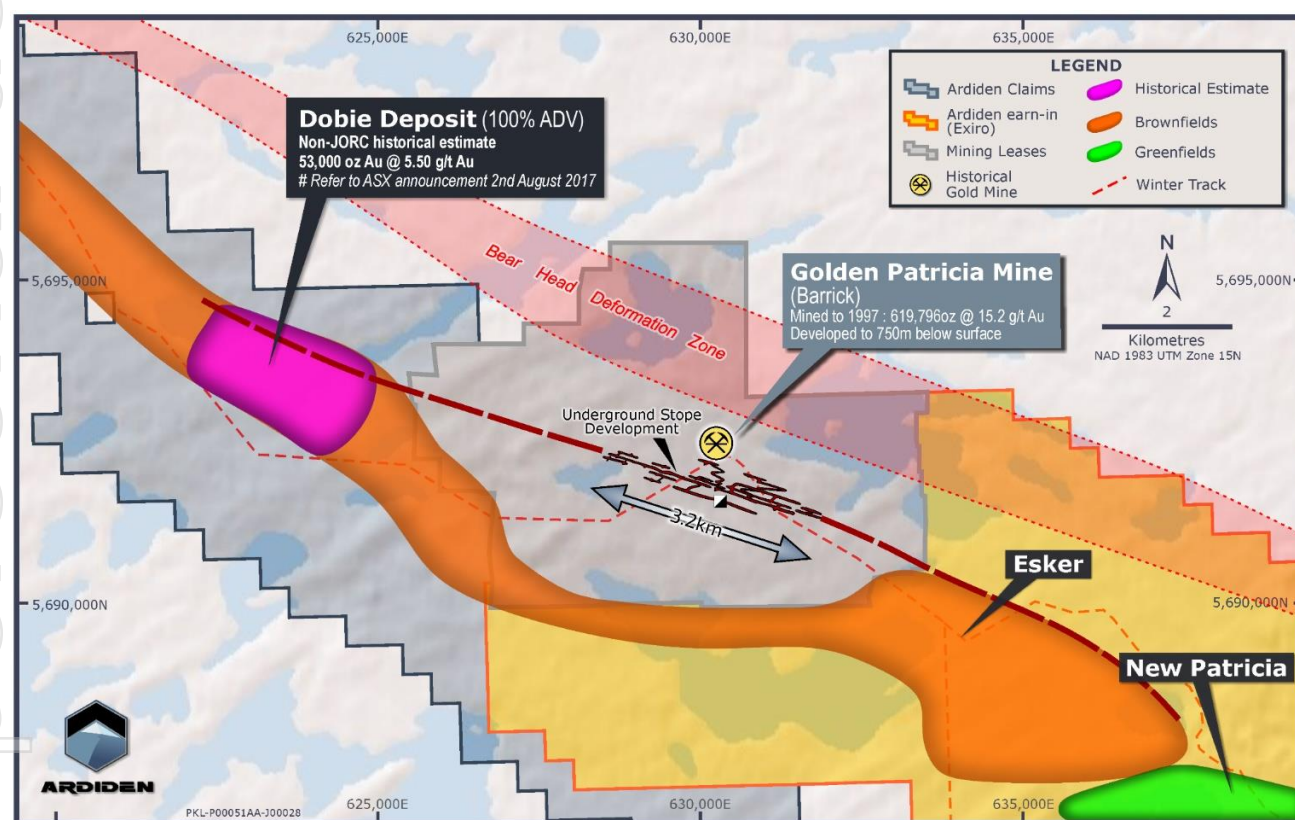 625,000E
630,000E
635,000E
LEGEND
Ardiden Claims
Historical Estimate
Ardiden earn-in
(Exiro)
Brownfields
Mining Leases
Greenfields
Historical
Gold Mine
Winter Track
Dobie Deposit (100% ADV)
Non-JORC historical estimate
53,000 oz Au @ 5.50 g/t Au
# Refer to ASX announcement 2nd August 2017
N
2
Kilometres
NAD 1983 UTM Zone 15N
5,695,000N
5,695,000N
Bear Head Deformation Zone
Golden Patricia Mine
(Barrick)
Mined to 1997 : 619,796oz @ 15.2 g/t Au
Developed to 750m below surface
Underground Stope
Development
3.2km
Esker
5,690,000N
5,690,000N
New Patricia
ARDIDEN
PKL-P00051AA-J00028
625,000E
630,000E
635,000E